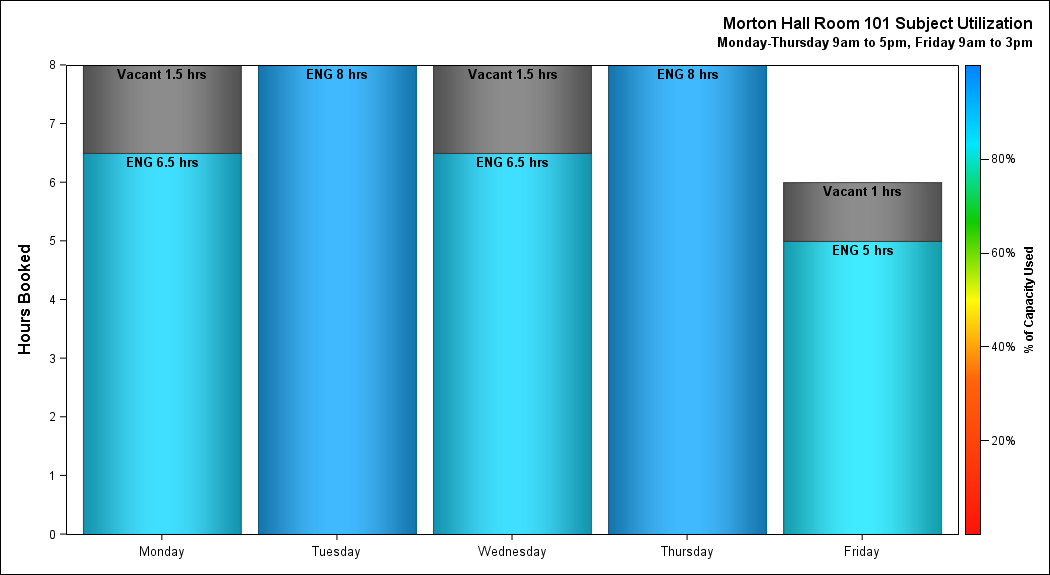 Morton Hall Room 101 Subject Utilization
Monday-Thursday 9am to 5pm, Friday 9am to 3pm
Hours Booked
8
7
6
5
4
3
2
1
0
Vacant 1.5 hrs
ENG 6.5 hrs
ENG 8 hrs
Vacant 1.5 hrs
ENG 6.5 hrs
ENG 8 hrs
Vacant 1 hrs
ENG 5 hrs
Monday
Tuesday
Wednesday
Thursday
Friday
80%
60%
40%
20%
% of Capacity Used